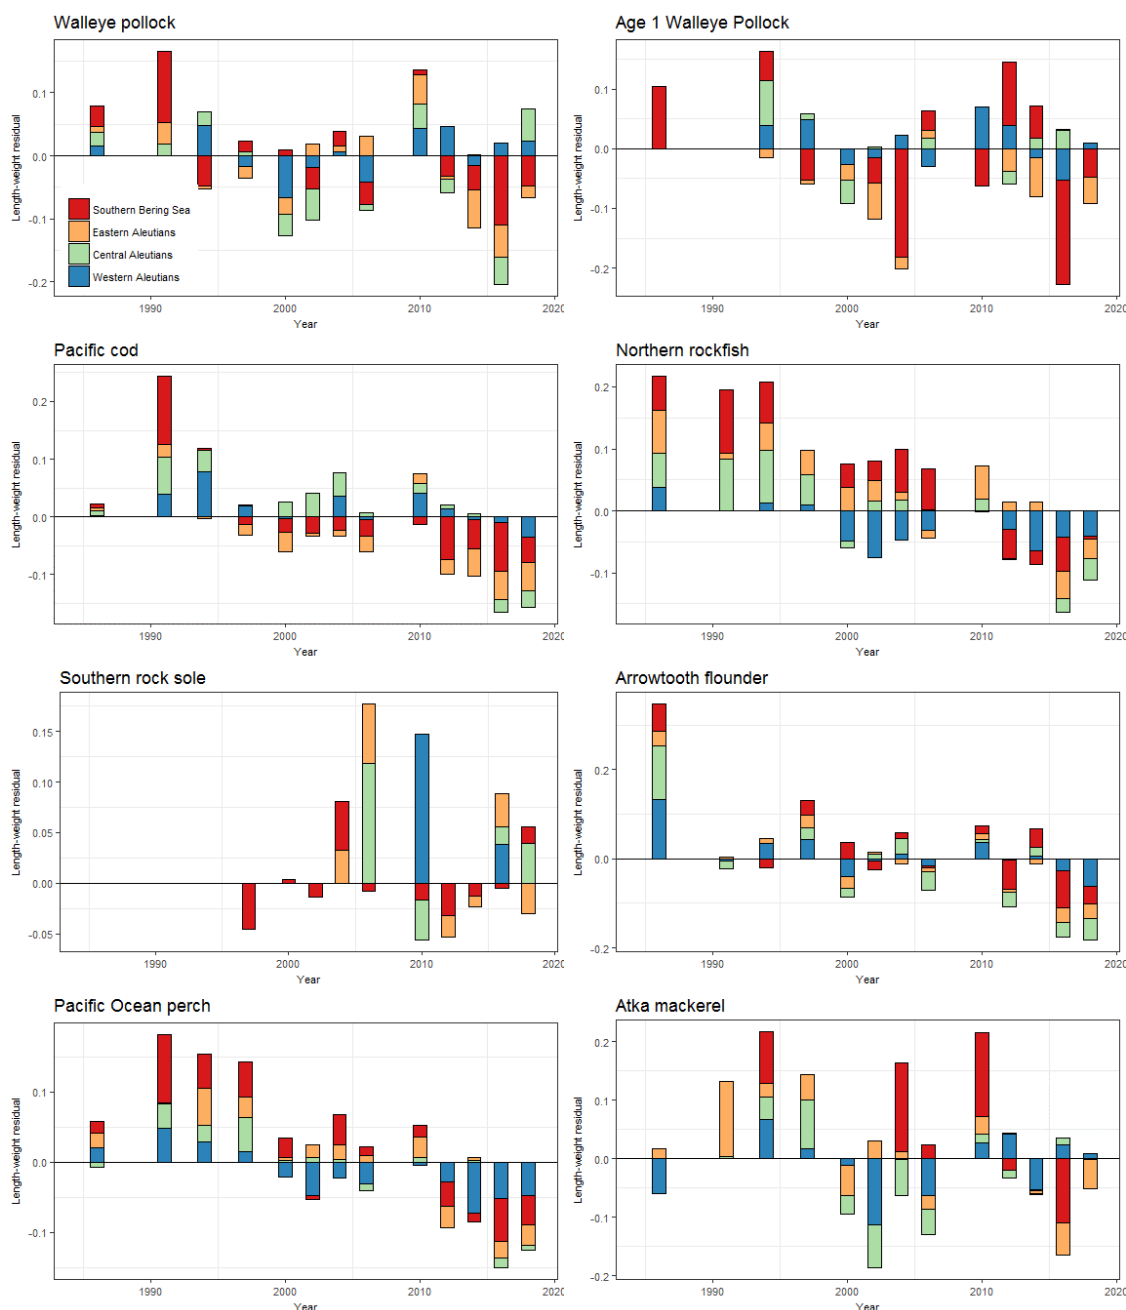 Walleye pollock
Length-weight residual
0.1
0.0
-0.1
-0.2
Southern Bering Sea
Eastern Aleutians
Central Aleutians
Western Aleutians
1990
2000
2010
2020
Year
Age 1 Walleye Pollock
Length-weight residual
0.1
0.0
-0.1
-0.2
1990
2000
2010
2020
Year
Pacific cod
Length-weight residual
0.2
0.1
0.0
-0.1
1990
2000
2010
2020
Year
Northern rockfish
Length-weight residual
0.2
0.1
0.0
-0.1
1990
2000
2010
2020
Year
Southern rock sole
Length-weight residual
0.15
0.10
0.05
0.00
-0.05
1990
2000
2010
2020
Year
Arrowtooth flounder
Length-weight residual
0.2
0.0
-0.2
1990
2000
2010
2020
Year
Pacific Ocean perch
Length-weight residual
0.1
0.0
-0.1
1990
2000
2010
2020
Year
Atka mackerel
Length-weight residual
0.2
0.1
0.0
-0.1
-0.2
1990
2000
2010
2020
Year